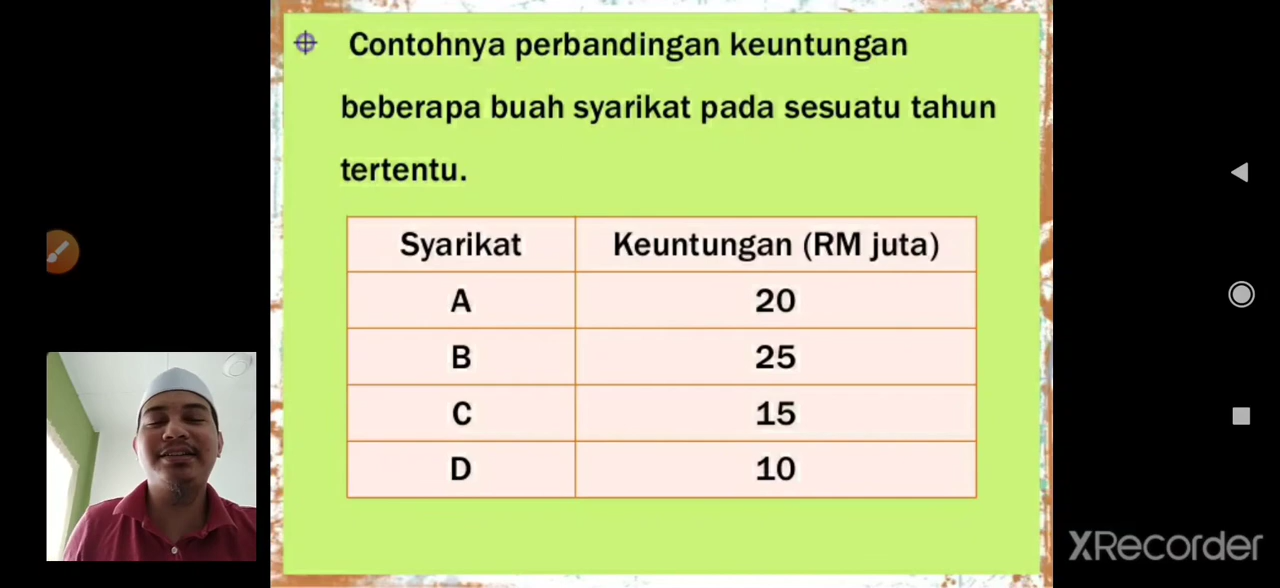 Contohnya perbandingan keuntungan
beberapa buah syarikat pada sesuatu tahun
tertentu.
Syarikat Keuntungan (RM juta)
A 20
B 25
C 15
D 10
XRecorder